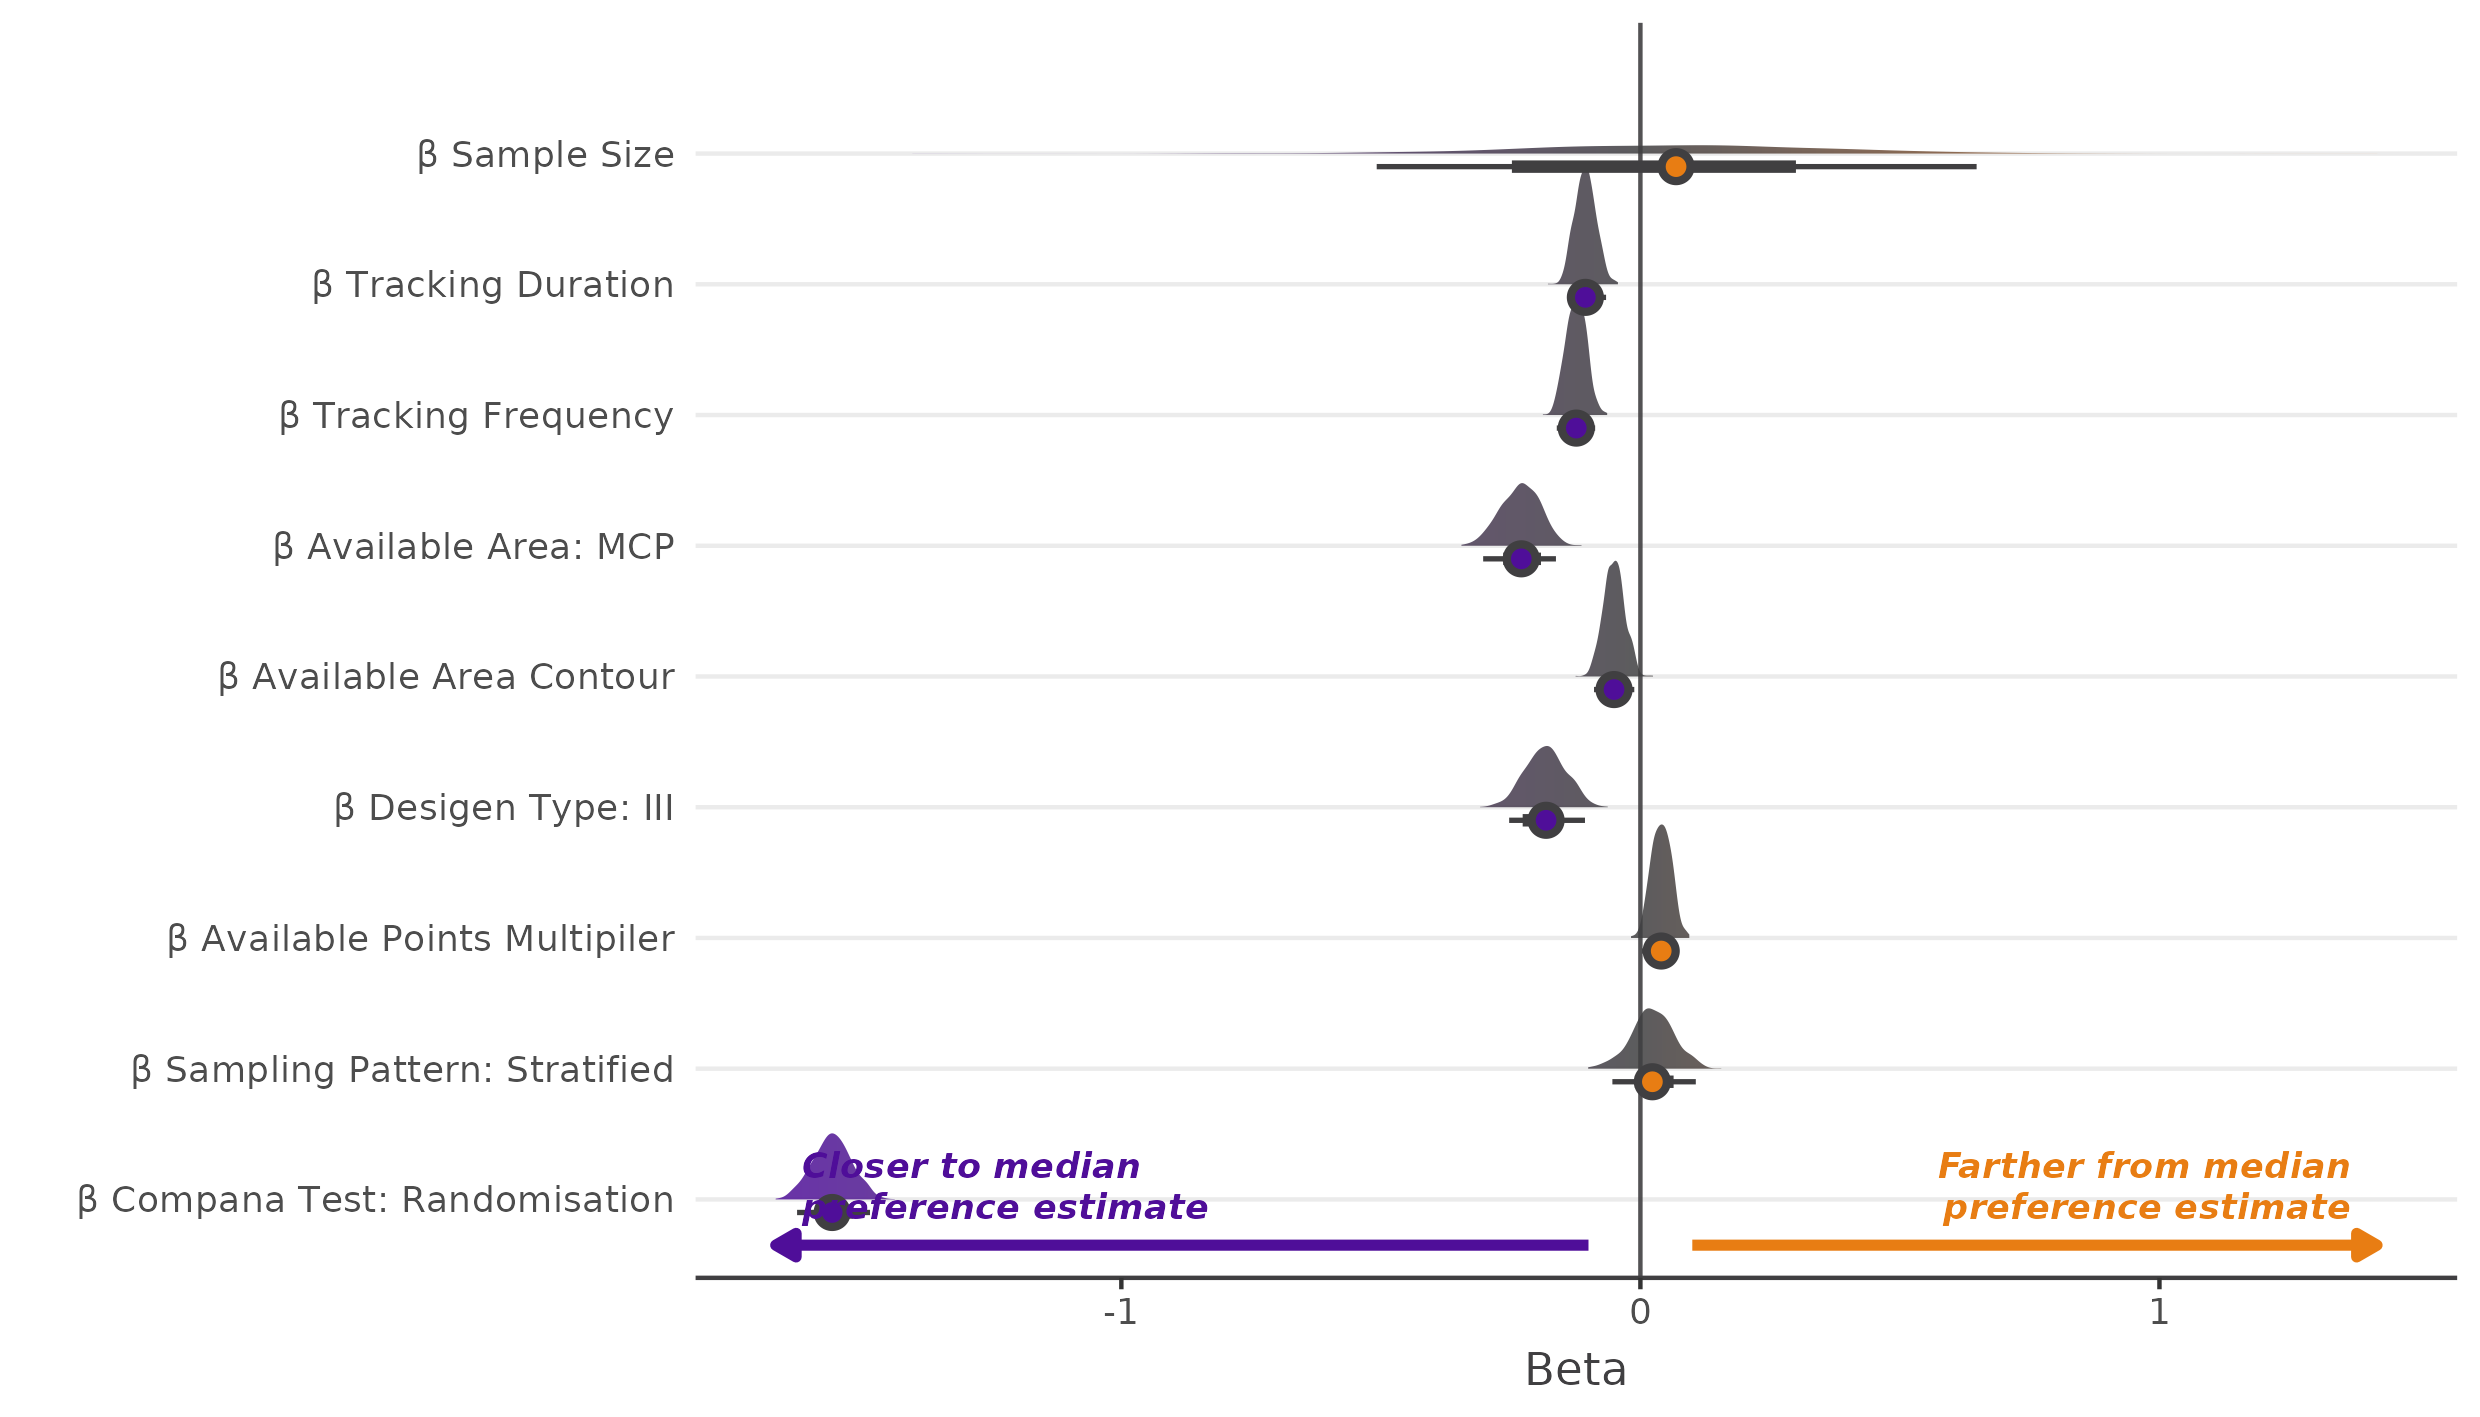 β Sample Size
β Tracking Duration
β Tracking Frequency
β Available Area: MCP
β Available Area Contour
β Desigen Type: III
β Available Points Multipiler
β Sampling Pattern: Stratified
β Compana Test: Randomisation
Closer to median
preference estimate
Farther from median
preference estimate
-1
0
1
Beta